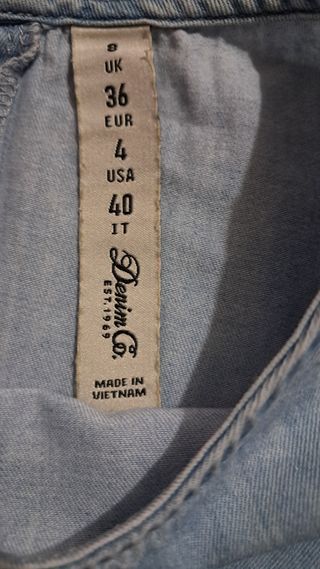 8
UK
36
EUR
4
USA
40
IT
Denim Co.
EST. 1969
MADE IN
VIETNAM